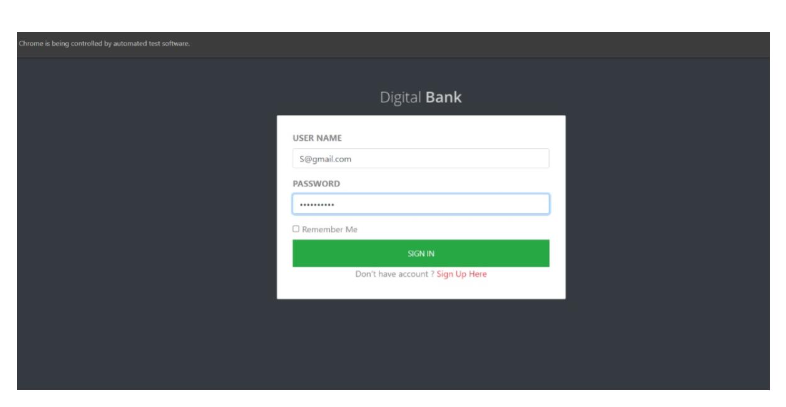 Chrome is being controlled by automated test software.
Digital Bank
USER NAME
S@gmail.com
PASSWORD
••••••••••
Remember Me
SIGN IN
Don't have account ? Sign Up Here